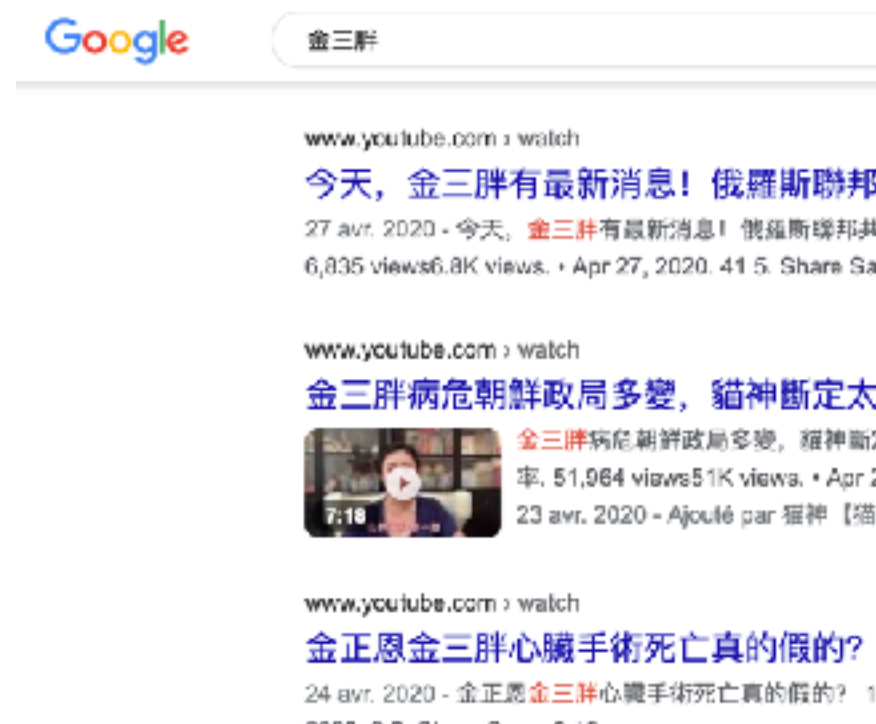 Google
金三胖
www.youtube.com › watch
今天，金三胖有最新消息！俄羅斯聯邦
27 avr. 2020 - 今天，金三胖有最新消息！俄羅斯聯邦共
6,835 views6.8K views. • Apr 27, 2020. 41 5. Share Sa
www.youtube.com › watch
金三胖病危朝鮮政局多變，貓神斷定太
金三胖病危朝鮮政局多變，貓神斷定
7:18
率. 51,964 views51K views. • Apr 2
23 avr. 2020 - Ajouté par 猫神【猫
www.youtube.com › watch
金正恩金三胖心臟手術死亡真的假的?
24 avr. 2020 - 金正恩金三胖心臟手術死亡真的假的? 1